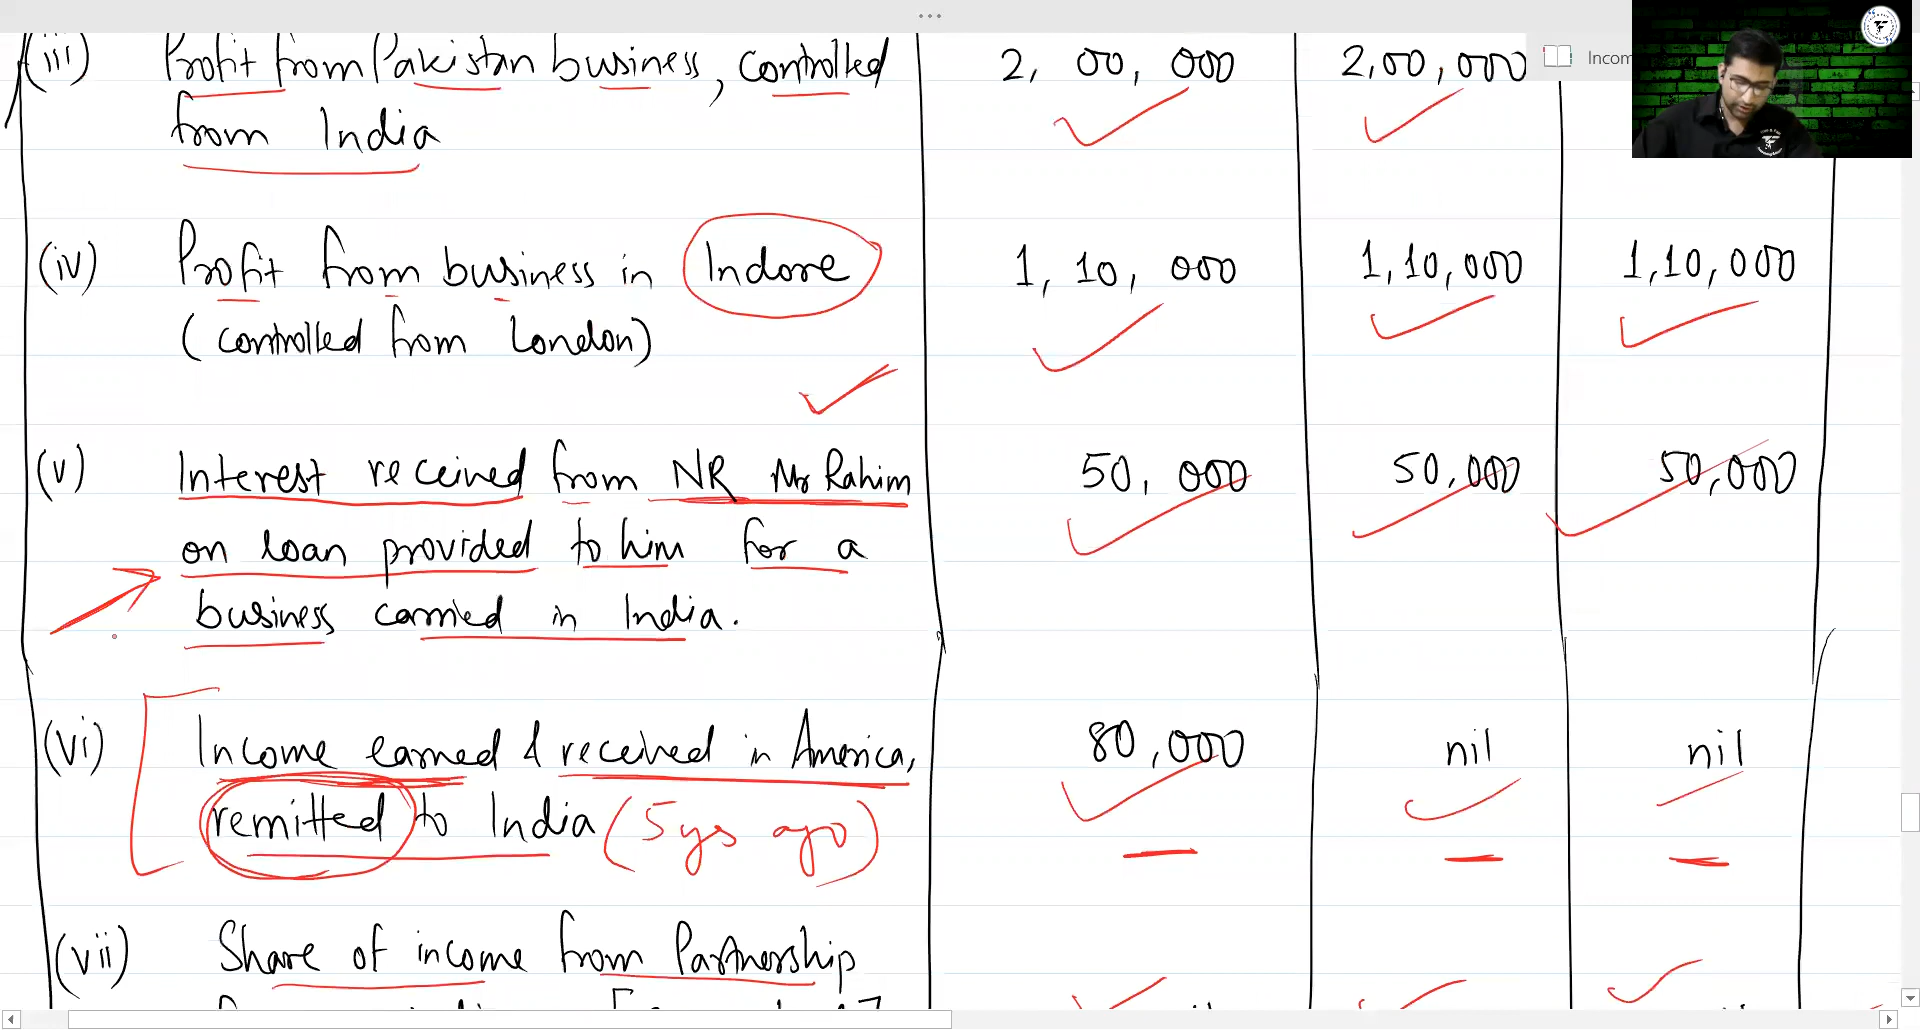 (iii) Profit from Pakistan business, controlled 2,00,000 2,00,000
Incom
from India
(iv) Profit from business in Indore 1,10,000 1,10,000 1,10,000
(controlled from London)
(v) Interest received from NR Mr Rahim 50,000 50,000 50,000
on loan provided to him for a
business carried in India.
(vi) Income earned & received in America, 80,000 nil nil
remitted to India (5 yrs ago)
(vii) Share of income from Partnership